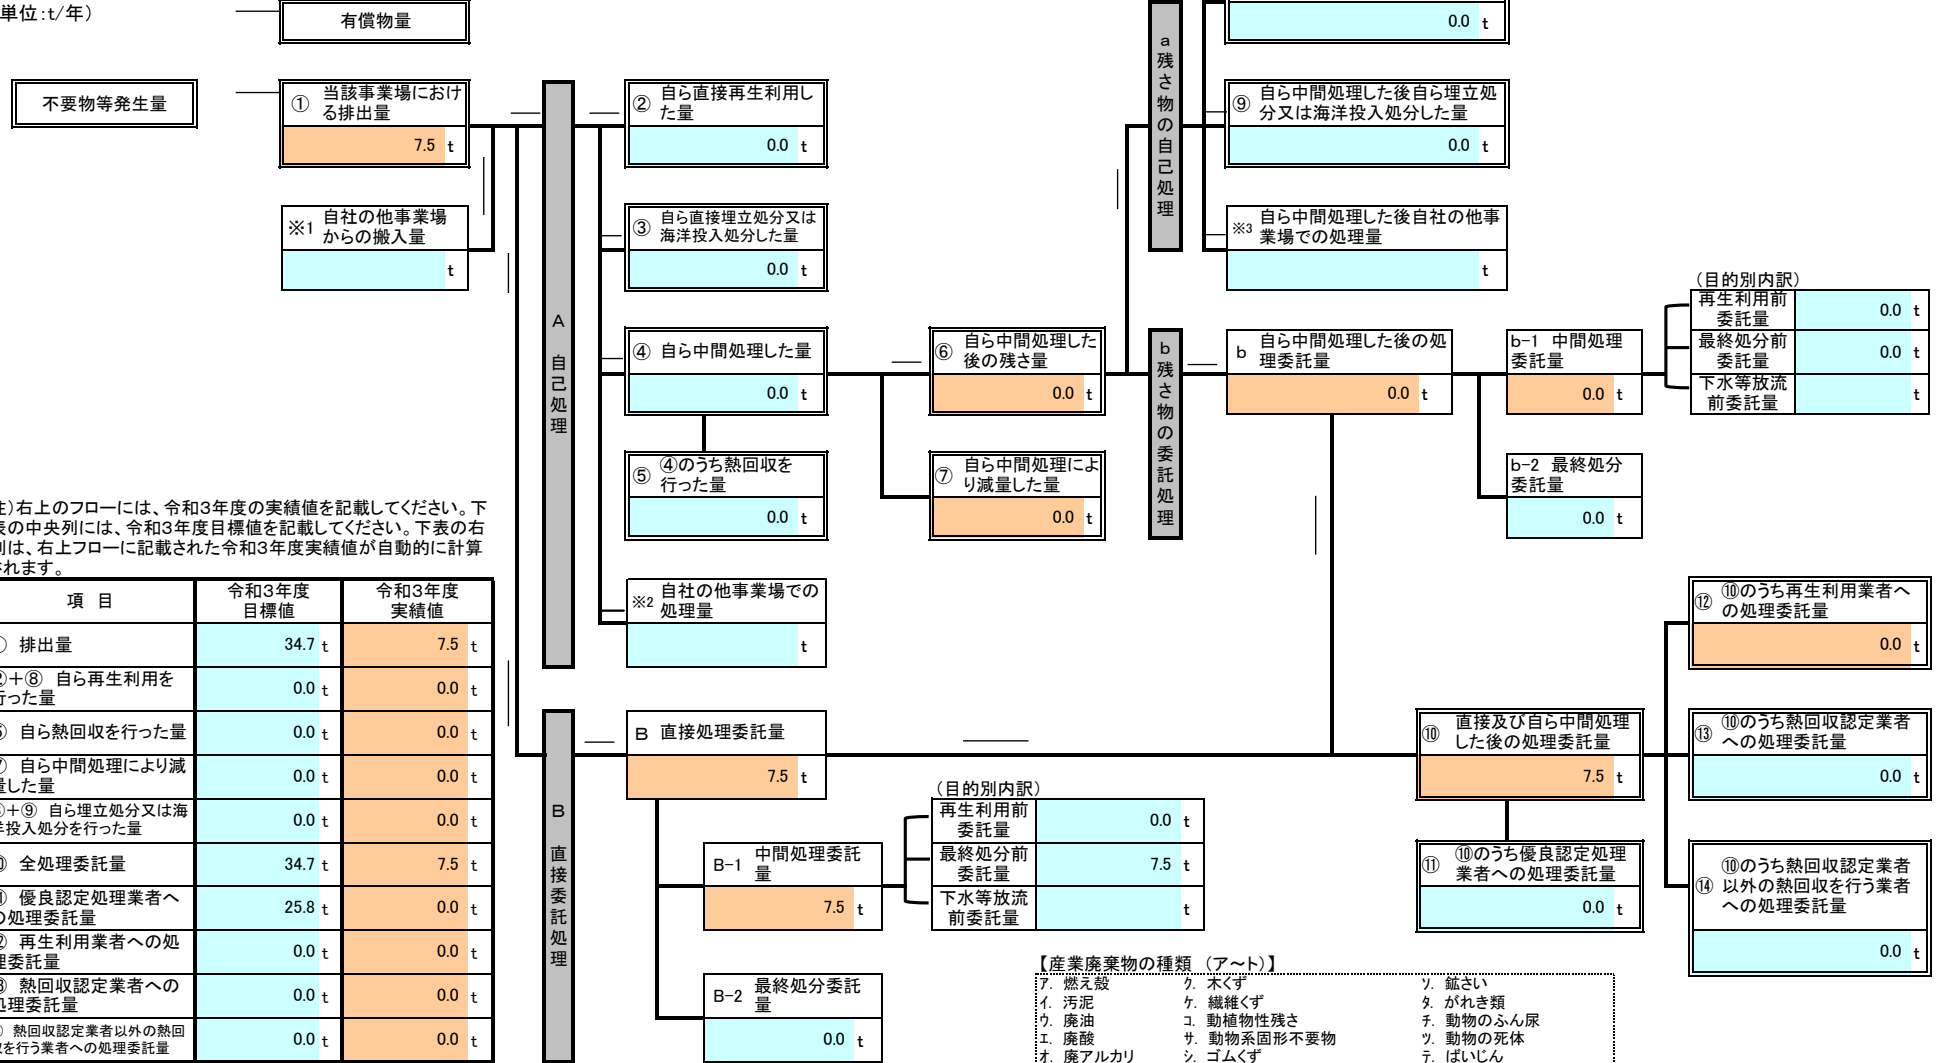 単位:t/年）
有償物量
不要物等発生量
① 当該事業場におけ
る排出量
7.5 t
※1 自社の他事業場
からの搬入量
t
A 自己処理
② 自ら直接再生利用し
た量
0.0 t
③ 自ら直接埋立処分又は
海洋投入処分した量
0.0 t
④ 自ら中間処理した量
0.0 t
⑤ ④のうち熱回収を
行った量
0.0 t
※2 自社の他事業場での
処理量
t
⑥ 自ら中間処理した
後の残さ量
0.0 t
⑦ 自ら中間処理によ
り減量した量
0.0 t
a 残さ物の自己処理
0.0 t
⑨ 自ら中間処理した後自ら埋立処
分又は海洋投入処分した量
0.0 t
※3 自ら中間処理した後自社の他事
業場での処理量
t
b 残さ物の委託処理
b 自ら中間処理した後の処
理委託量
0.0 t
b-1 中間処理
委託量
0.0 t
b-2 最終処分
委託量
0.0 t
（目的別内訳）
再生利用前
委託量 0.0 t
最終処分前
委託量 0.0 t
下水等放流
前委託量 t
注）右上のフローには、令和3年度の実績値を記載してください。下
表の中央列には、令和3年度目標値を記載してください。下表の右
列は、右上フローに記載された令和3年度実績値が自動的に計算
されます。
項 目 令和3年度
目標値 令和3年度
実績値
① 排出量 34.7 t 7.5 t
②+⑧ 自ら再生利用を
行った量 0.0 t 0.0 t
⑤ 自ら熱回収を行った量 0.0 t 0.0 t
⑦ 自ら中間処理により減
量した量 0.0 t 0.0 t
③+⑨ 自ら埋立処分又は海
洋投入処分を行った量 0.0 t 0.0 t
⑩ 全処理委託量 34.7 t 7.5 t
⑪ 優良認定処理業者へ
の処理委託量 25.8 t 0.0 t
⑫ 再生利用業者への処
理委託量 0.0 t 0.0 t
⑬ 熱回収認定業者への
処理委託量 0.0 t 0.0 t
⑭ 熱回収認定業者以外の熱回
収を行う業者への処理委託量 0.0 t 0.0 t
B 直接委託処理
B 直接処理委託量
7.5 t
B-1 中間処理委託
量
7.5 t
B-2 最終処分委託
量
0.0 t
（目的別内訳）
再生利用前
委託量 0.0 t
最終処分前
委託量 7.5 t
下水等放流
前委託量 t
⑩ 直接及び自ら中間処理
した後の処理委託量
7.5 t
⑪ ⑩のうち優良認定処理
業者への処理委託量
0.0 t
⑫ ⑩のうち再生利用業者へ
の処理委託量
0.0 t
⑬ ⑩のうち熱回収認定業者
への処理委託量
0.0 t
⑭ ⑩のうち熱回収認定業者
以外の熱回収を行う業者
への処理委託量
0.0 t
【産業廃棄物の種類 （ア～ト）】
ア. 燃え殻 ク. 木くず ソ. 鉱さい
イ. 汚泥 ケ. 繊維くず タ. がれき類
ウ. 廃油 コ. 動植物性残さ チ. 動物のふん尿
エ. 廃酸 サ. 動物系固形不要物 ツ. 動物の死体
オ. 廃アルカリ シ. ゴムくず テ. ばいじん